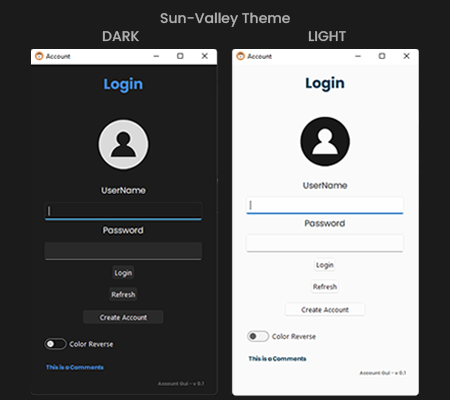 Sun-Valley Theme
DARK
LIGHT
Account
Login
UserName
Password
Login
Refresh
Create Account
Color Reverse
This is a Comments
Account Gui - v 0.1
Account
Login
UserName
Password
Login
Refresh
Create Account
Color Reverse
This is a Comments
Account Gui - v 0.1